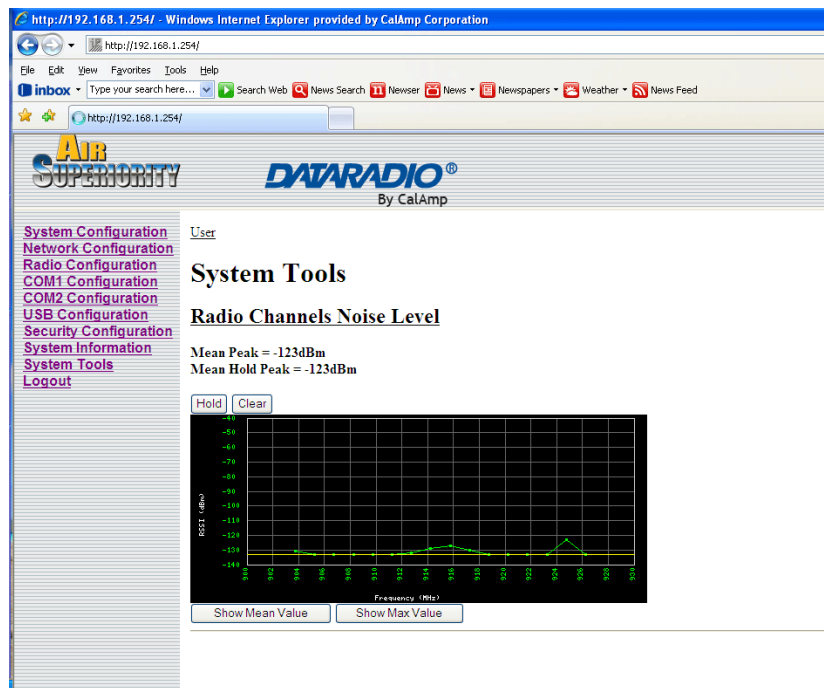 http://192.168.1.254/ - Windows Internet Explorer provided by CalAmp Corporation
http://192.168.1.254/
File Edit View Favorites Tools Help
inbox Type your search here... Search Web News Search Newser News Newspapers Weather News Feed
http://192.168.1.254/
AIR
SUPERIORITY
DATARADIO®
By CalAmp
System Configuration
Network Configuration
Radio Configuration
COM1 Configuration
COM2 Configuration
USB Configuration
Security Configuration
System Information
System Tools
Logout
User
System Tools
Radio Channels Noise Level
Mean Peak = -123dBm
Mean Hold Peak = -123dBm
Hold Clear
RSSI (dBm)
-40
-50
-60
-70
-80
-90
-100
-110
-120
-130
-140
900 902 904 906 908 910 912 914 916 918 920 922 924 926 928 930
Frequency (MHz)
Show Mean Value Show Max Value